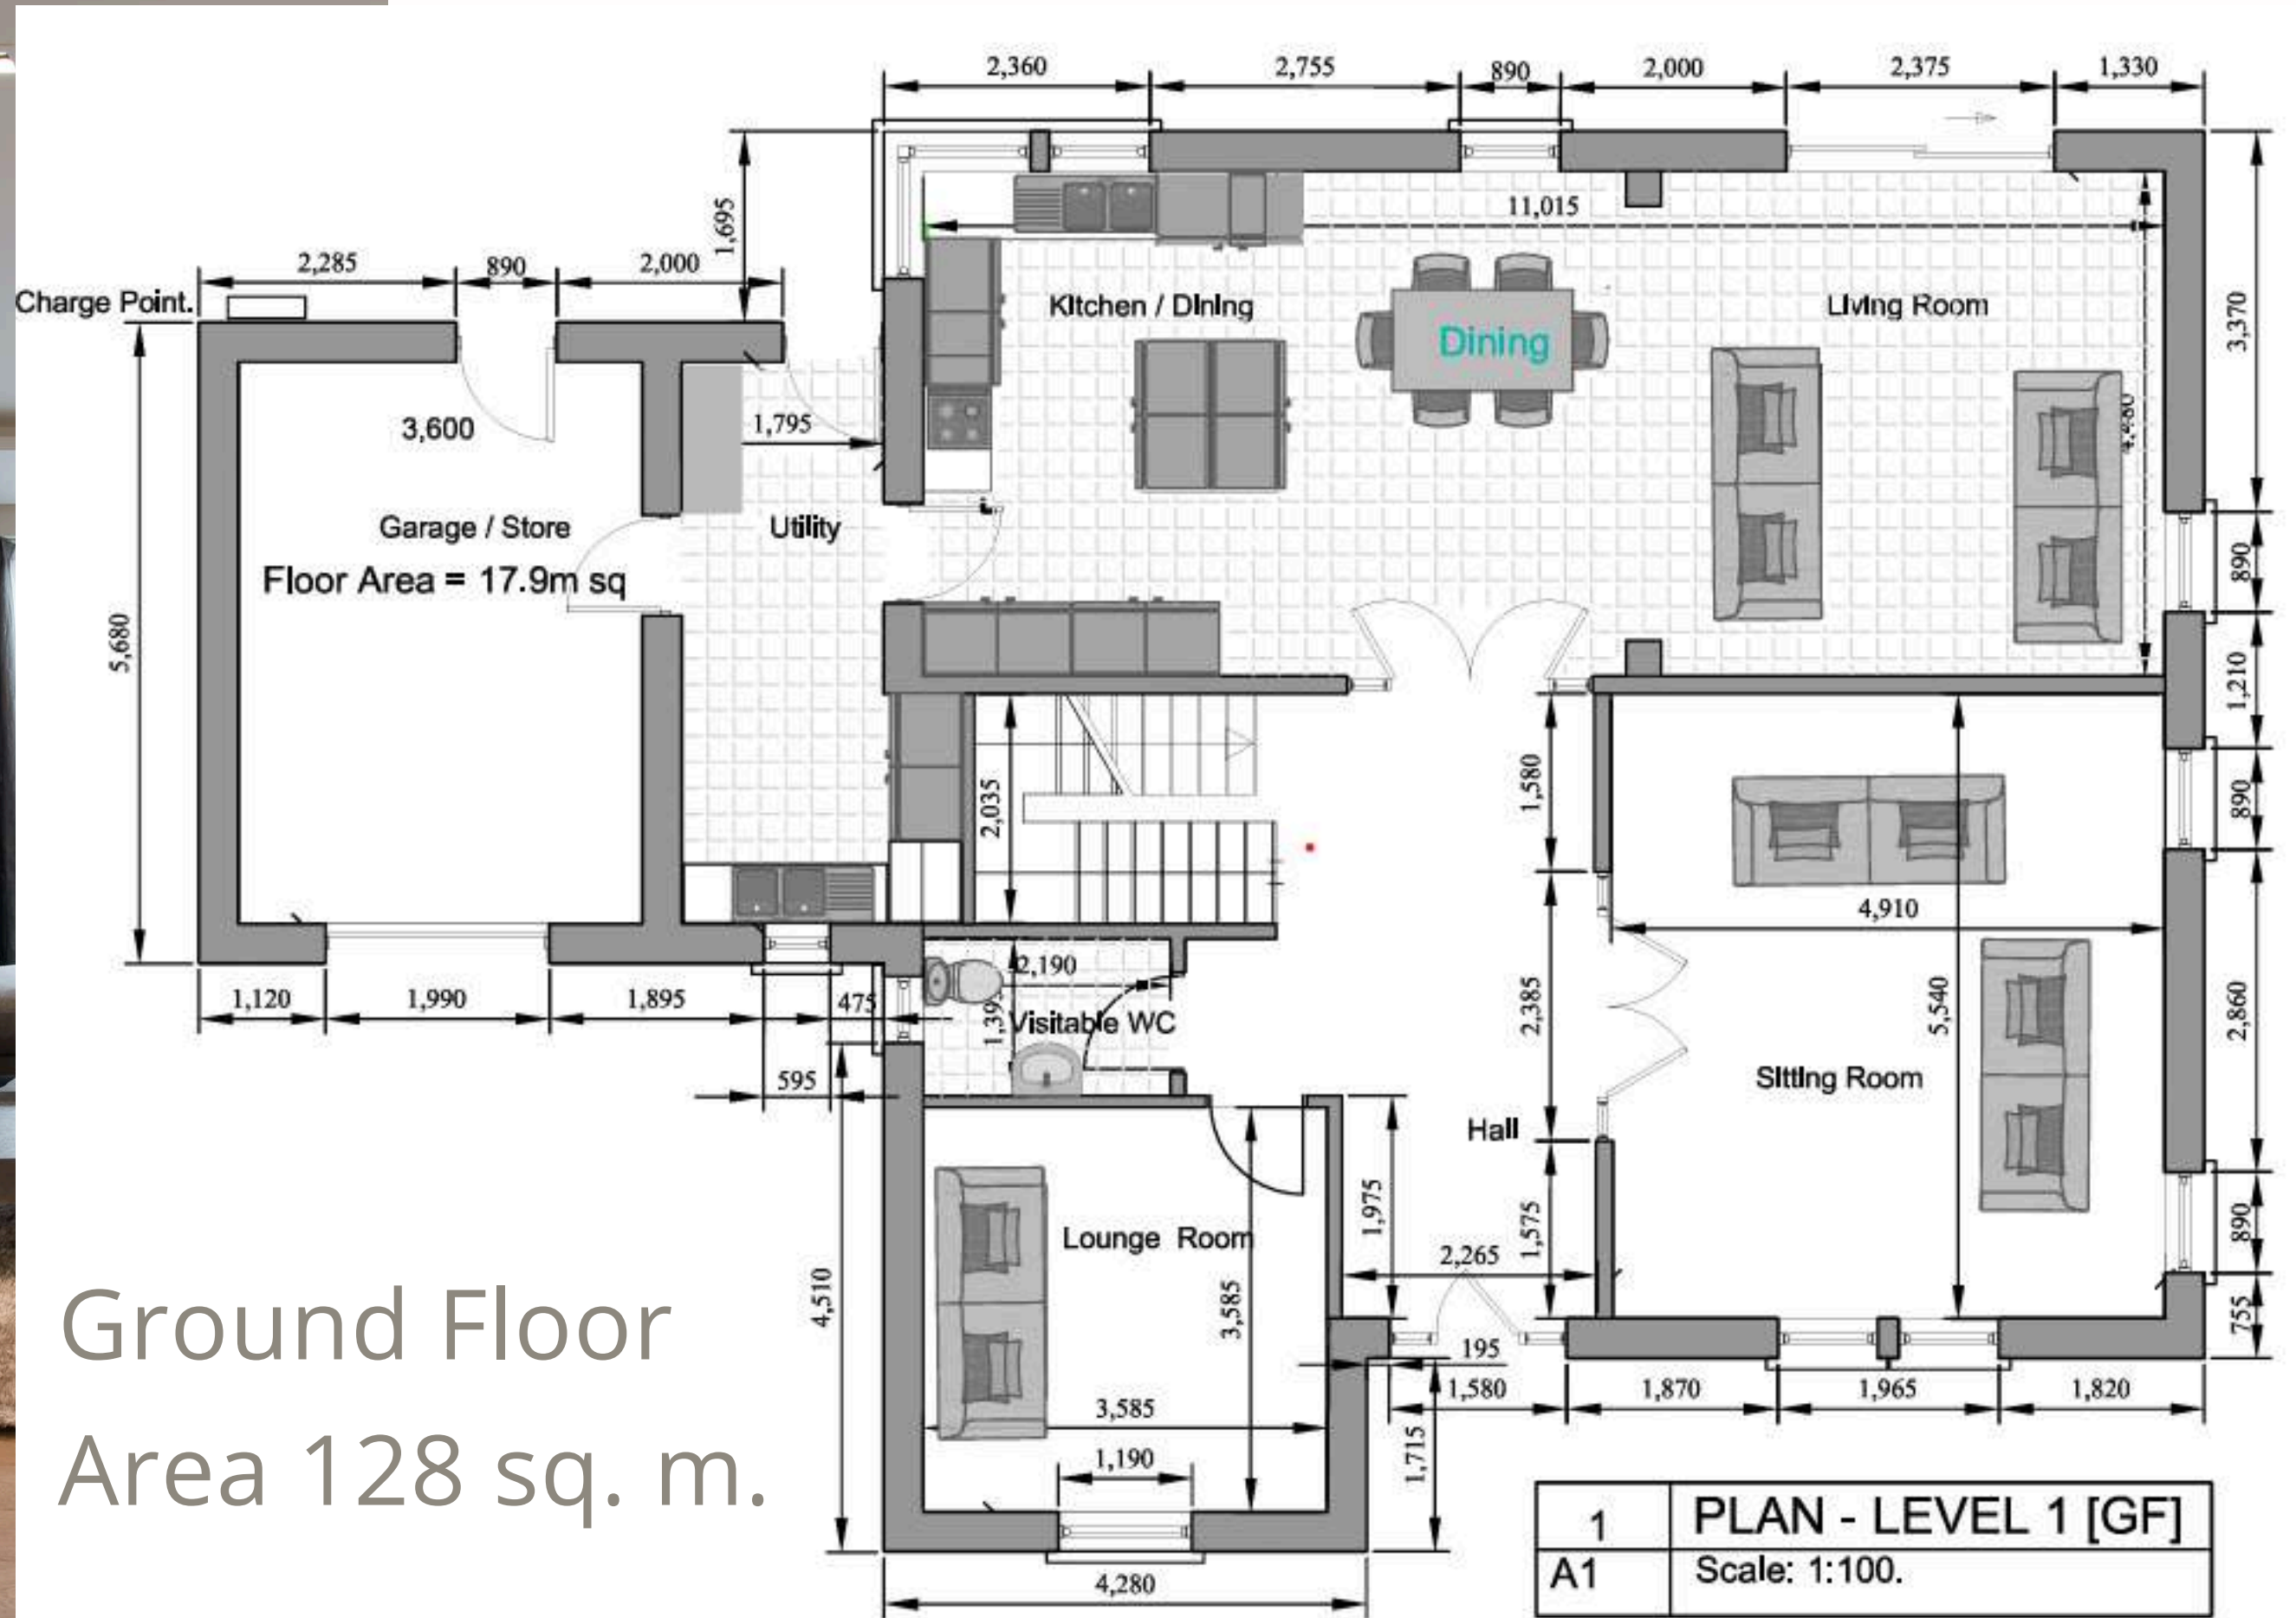 2,360 2,755 890 2,000 2,375 1,330
1,695
11,015
2,285 890 2,000
Charge Point.
Kitchen / Dining
Dining
Living Room
3,370
3,600
1,795
4,480
Garage / Store
Utility
Floor Area = 17.9m sq
890
5,680
1,210
1,580
2,035
890
4,910
2,190
1,120 1,990 1,895 475
Visitable WC
2,385
5,540
2,860
595
Sitting Room
Hall
1,975
1,575
Lounge Room
890
2,265
4,510
3,585
755
195
1,580 1,870 1,965 1,820
3,585
1,190
1,715
4,280
Ground Floor
Area 128 sq. m.
1 PLAN - LEVEL 1 [GF]
A1 Scale: 1:100.